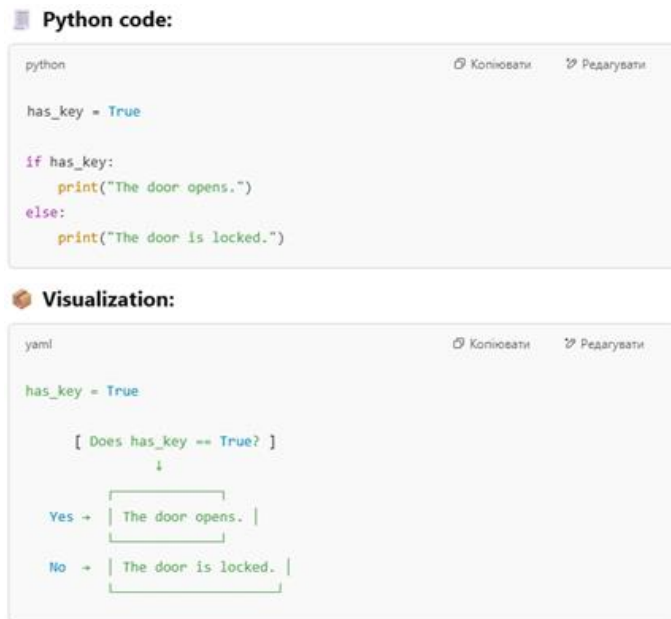 Python code:
python Копіювати Редагувати
has_key = True
if has_key:
print("The door opens.")
else:
print("The door is locked.")
Visualization:
yaml Копіювати Редагувати
has_key = True
[ Does has_key == True? ]
↓
Yes → │ The door opens. │
No → │ The door is locked. │